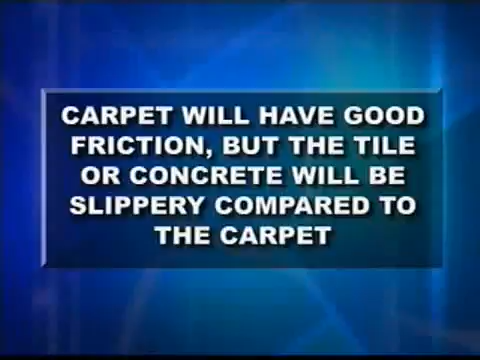 CARPET WILL HAVE GOOD
FRICTION, BUT THE TILE
OR CONCRETE WILL BE
SLIPPERY COMPARED TO
THE CARPET